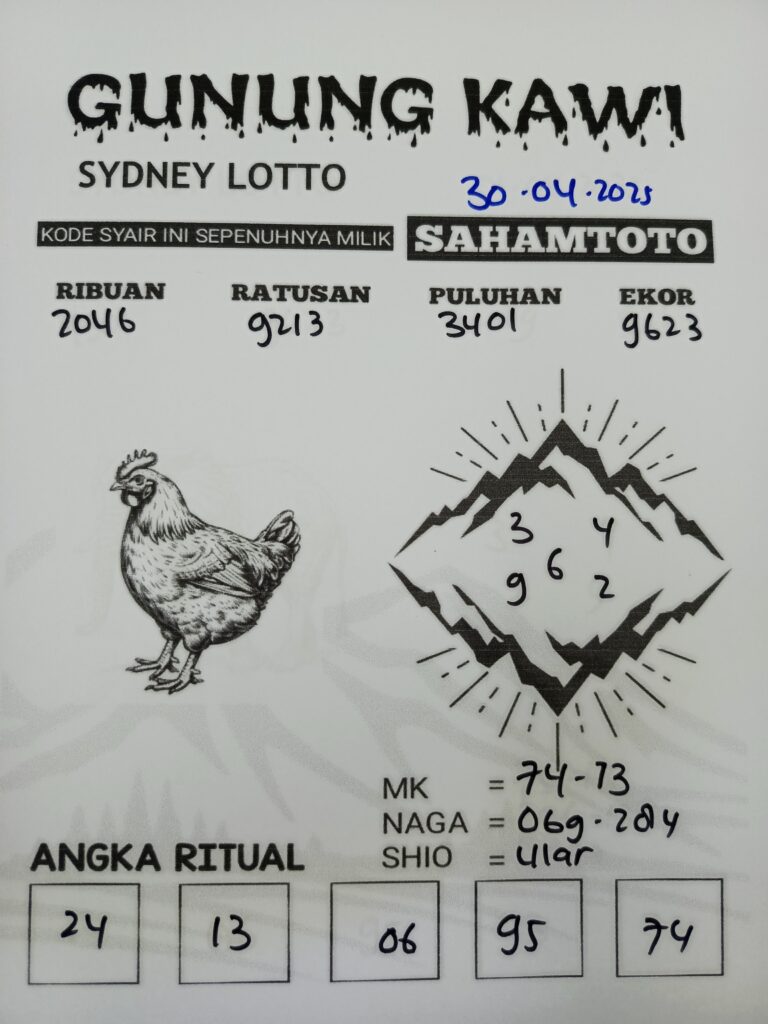 GUNUNG KAWI
SYDNEY LOTTO
30-04-2025
KODE SYAIR INI SEPENUHNYA MILIK SAHAMTOTO
RIBUAN RATUSAN PULUHAN EKOR
2046 9213 3401 9623
3 4
6
9 2
MK = 74-13
NAGA = 069-284
SHIO = ular
ANGKA RITUAL
24 13 06 95 74